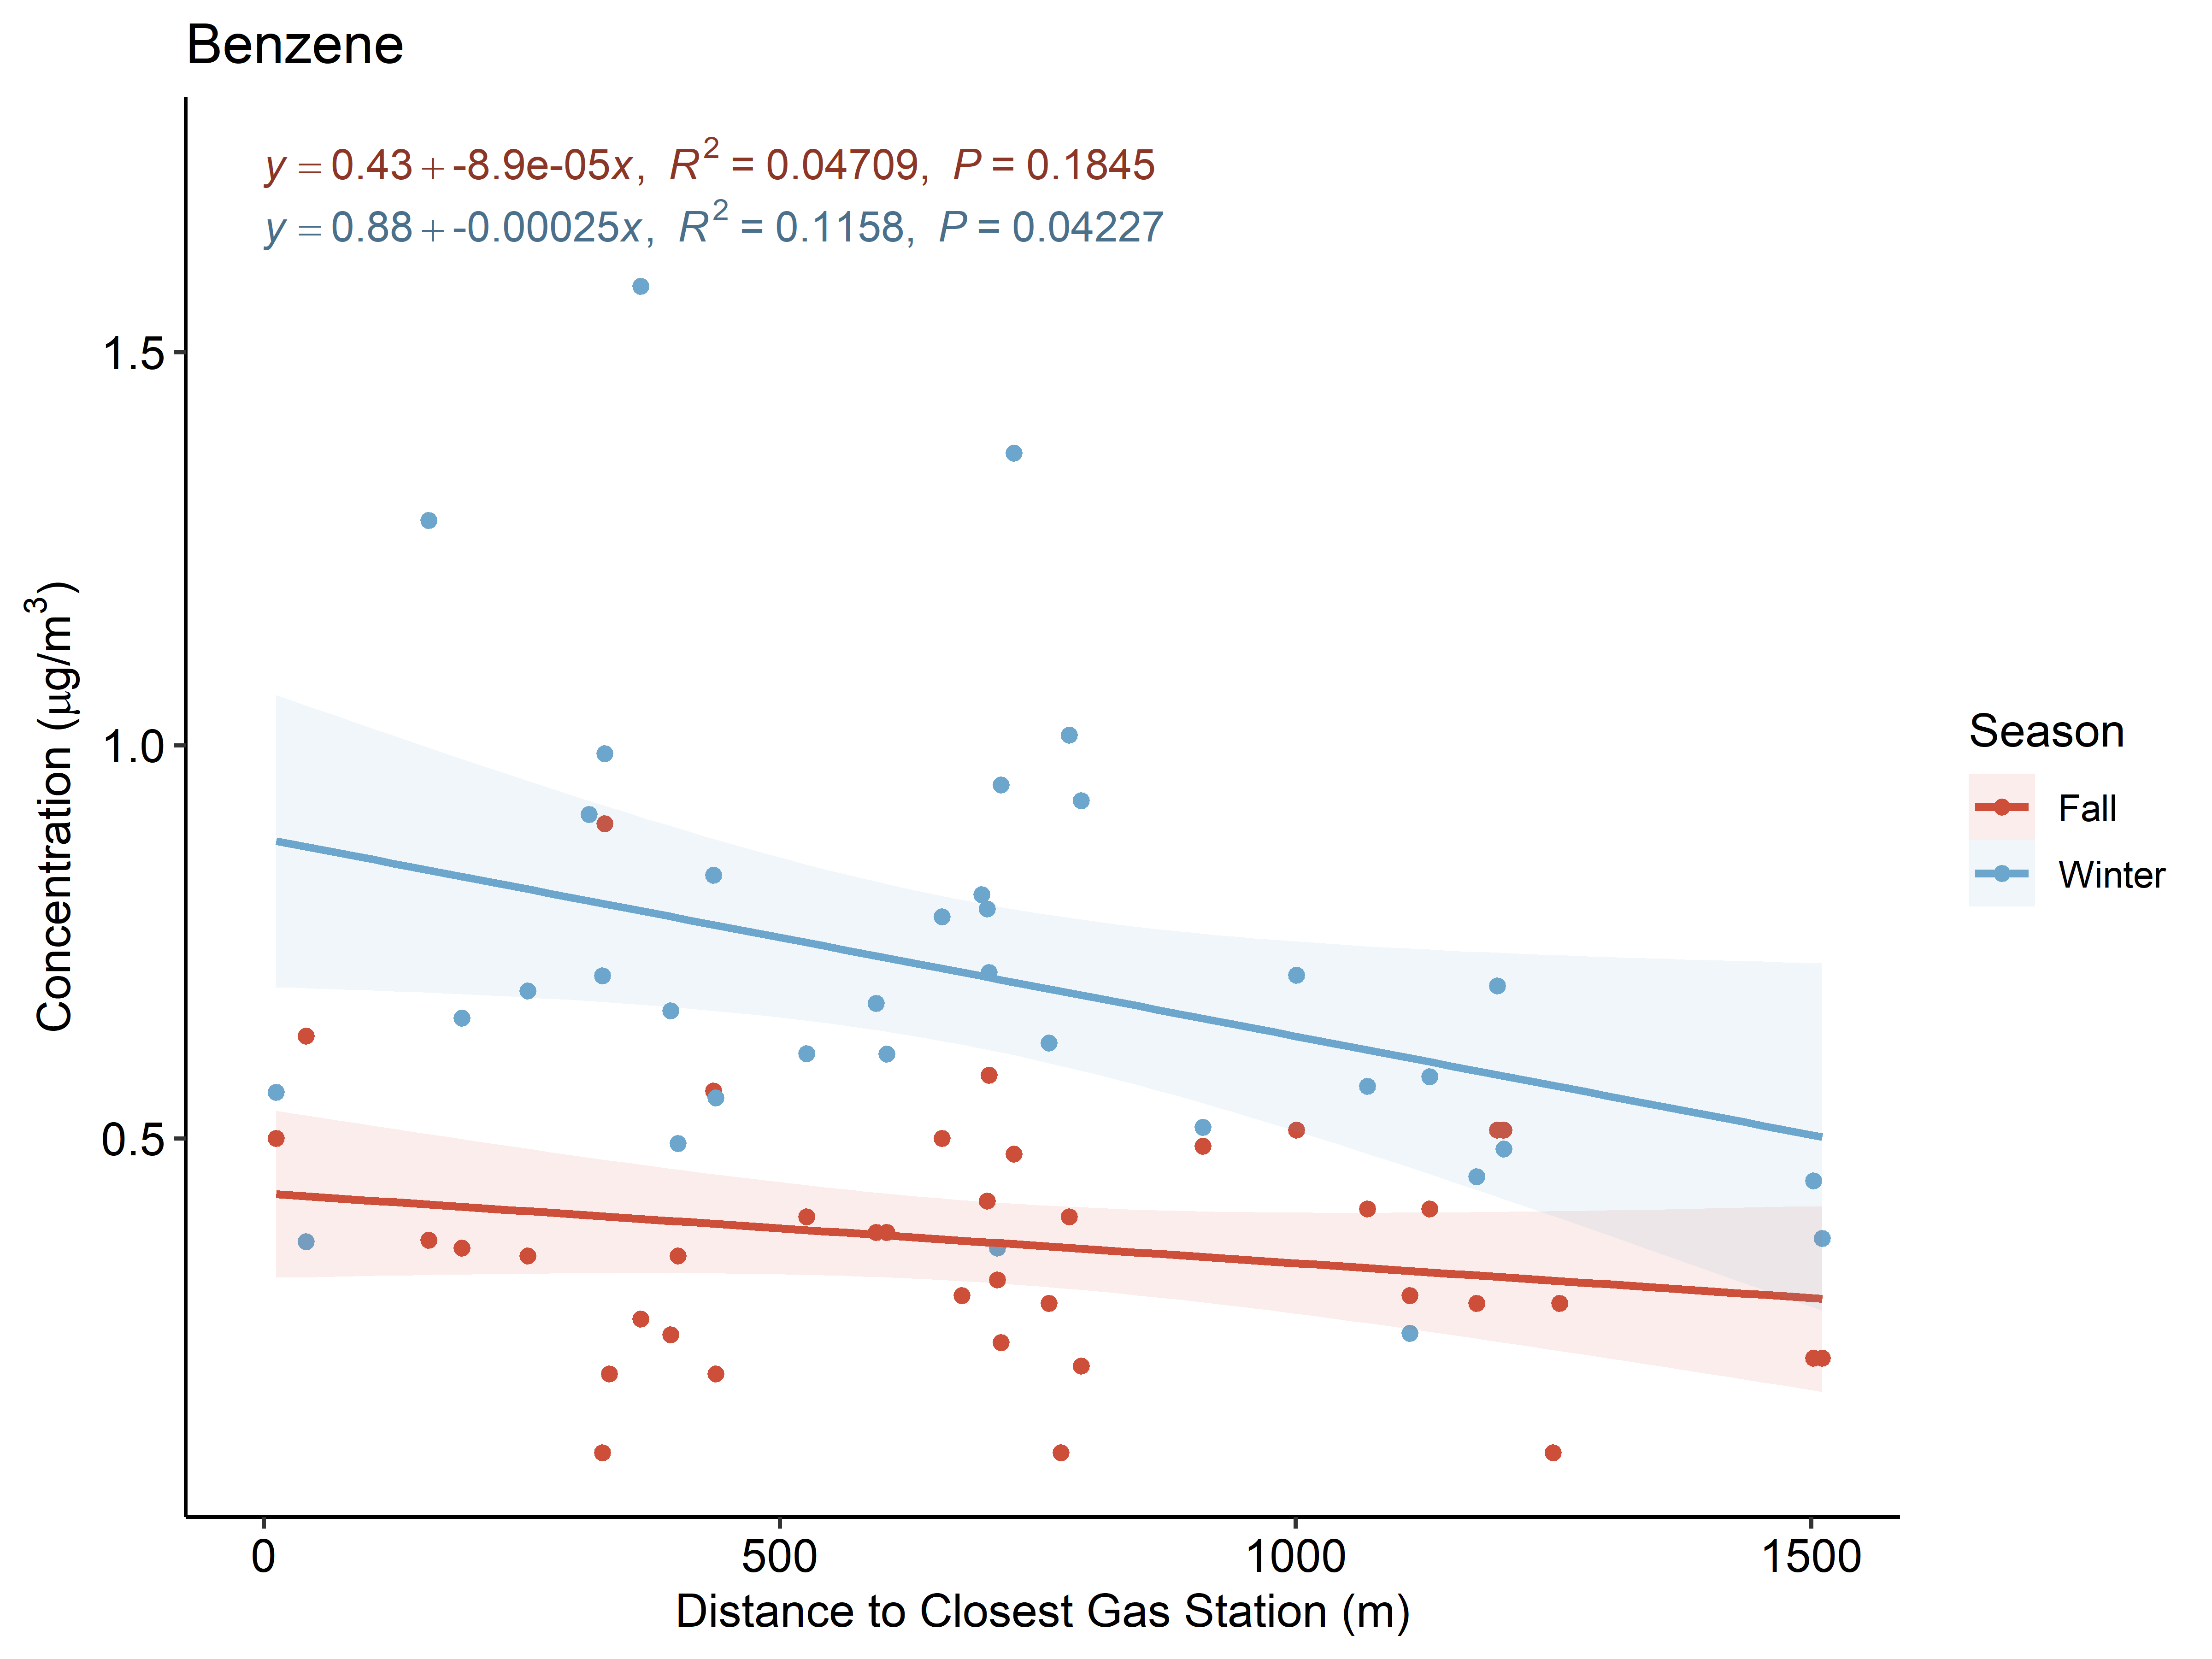 Benzene
y = 0.43 + -8.9e-05x, R² = 0.04709, P = 0.1845
y = 0.88 + -0.00025x, R² = 0.1158, P = 0.04227
1.5
1.0
0.5
Concentration (μg/m³)
0 500 1000 1500
Distance to Closest Gas Station (m)
Season
Fall
Winter